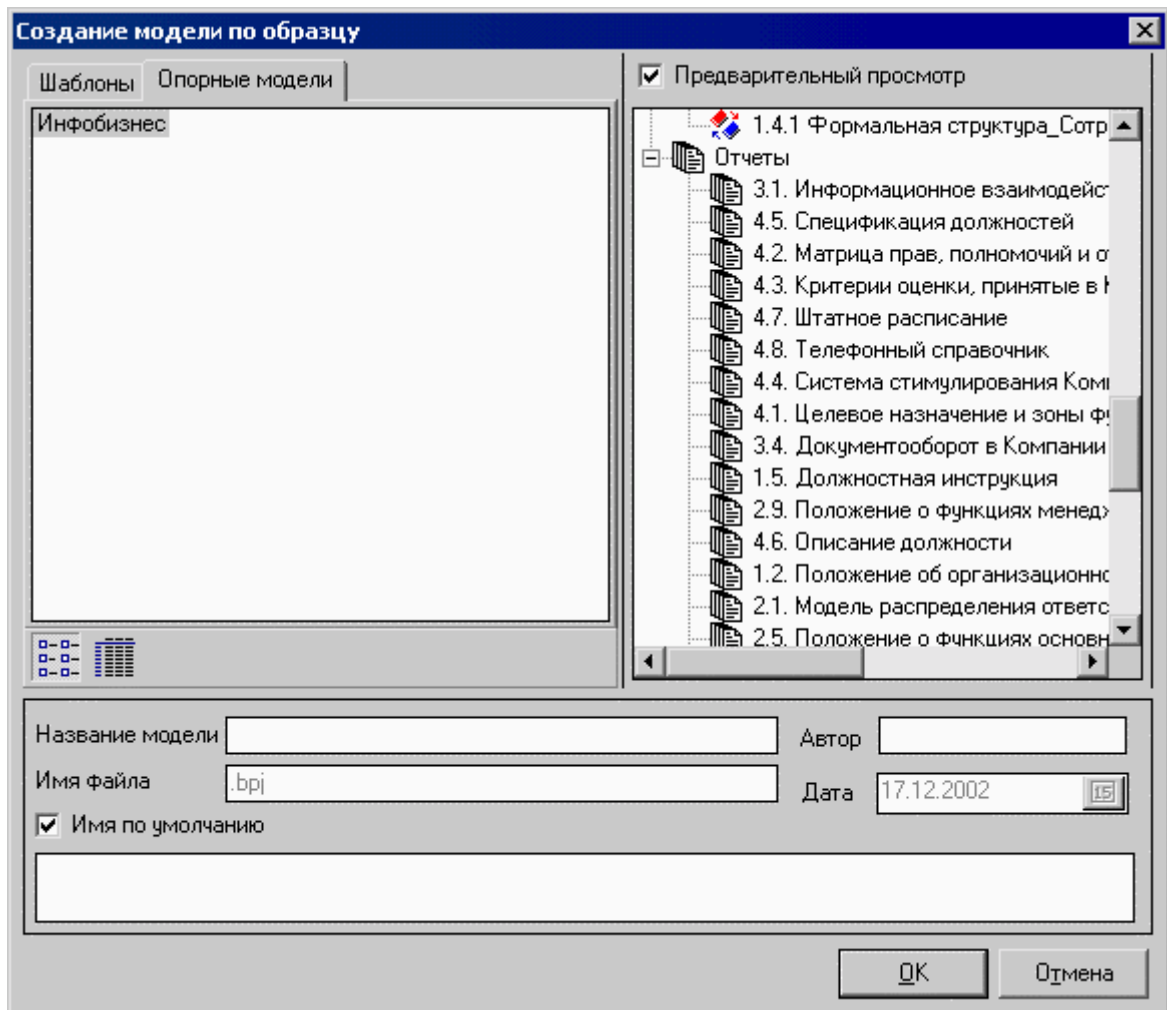 Создание модели по образцу
Шаблоны Опорные модели
Инфобизнес
Предварительный просмотр
1.4.1 Формальная структура_Сотр
Отчеты
3.1. Информационное взаимодейс
4.5. Спецификация должностей
4.2. Матрица прав, полномочий и о
4.3. Критерии оценки, принятые в
4.7. Штатное расписание
4.8. Телефонный справочник
4.4. Система стимулирования Ком
4.1. Целевое назначение и зоны ф
3.4. Документооборот в Компании
1.5. Должностная инструкция
2.9. Положение о функциях менед
4.6. Описание должности
1.2. Положение об организационно
2.1. Модель распределения ответс
2.5. Положение о функциях основн
Название модели
Автор
Имя файла .bpj
Дата 17.12.2002 15
Имя по умолчанию
OK Отмена